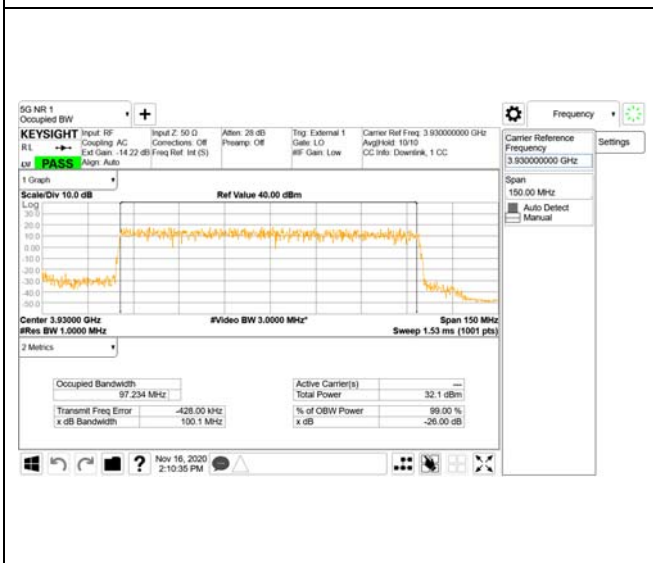 5G NR 1
Occupied BW
Frequency
KEYSIGHT
Input: RF
Coupling: AC
Ext Gain: -14.22 dB
Align: Auto
Input Z: 50 Ω
Corrections: Off
Freq Ref: Int (S)
Atten: 28 dB
Preamp: Off
Trig: External 1
Gate: LO
#IF Gain: Low
Carrier Ref Freq: 3.930000000 GHz
Avg|Hold: 10/10
CC Info: Downlink, 1 CC
RL
PASS
Carrier Reference
Frequency
3.930000000 GHz
Settings
Span
150.00 MHz
Auto Detect
Manual
1 Graph
Scale/Div 10.0 dB
Ref Value 40.00 dBm
Log
30.0
20.0
10.0
0.00
-10.0
-20.0
-30.0
-40.0
-50.0
Center 3.93000 GHz
#Video BW 3.0000 MHz*
Span 150 MHz
#Res BW 1.0000 MHz
Sweep 1.53 ms (1001 pts)
2 Metrics
Occupied Bandwidth
97.234 MHz
Active Carrier(s)
---
Total Power
32.1 dBm
Transmit Freq Error
-428.00 kHz
% of OBW Power
99.00 %
x dB Bandwidth
100.1 MHz
x dB
-26.00 dB
?
Nov 16, 2020
2:10:35 PM